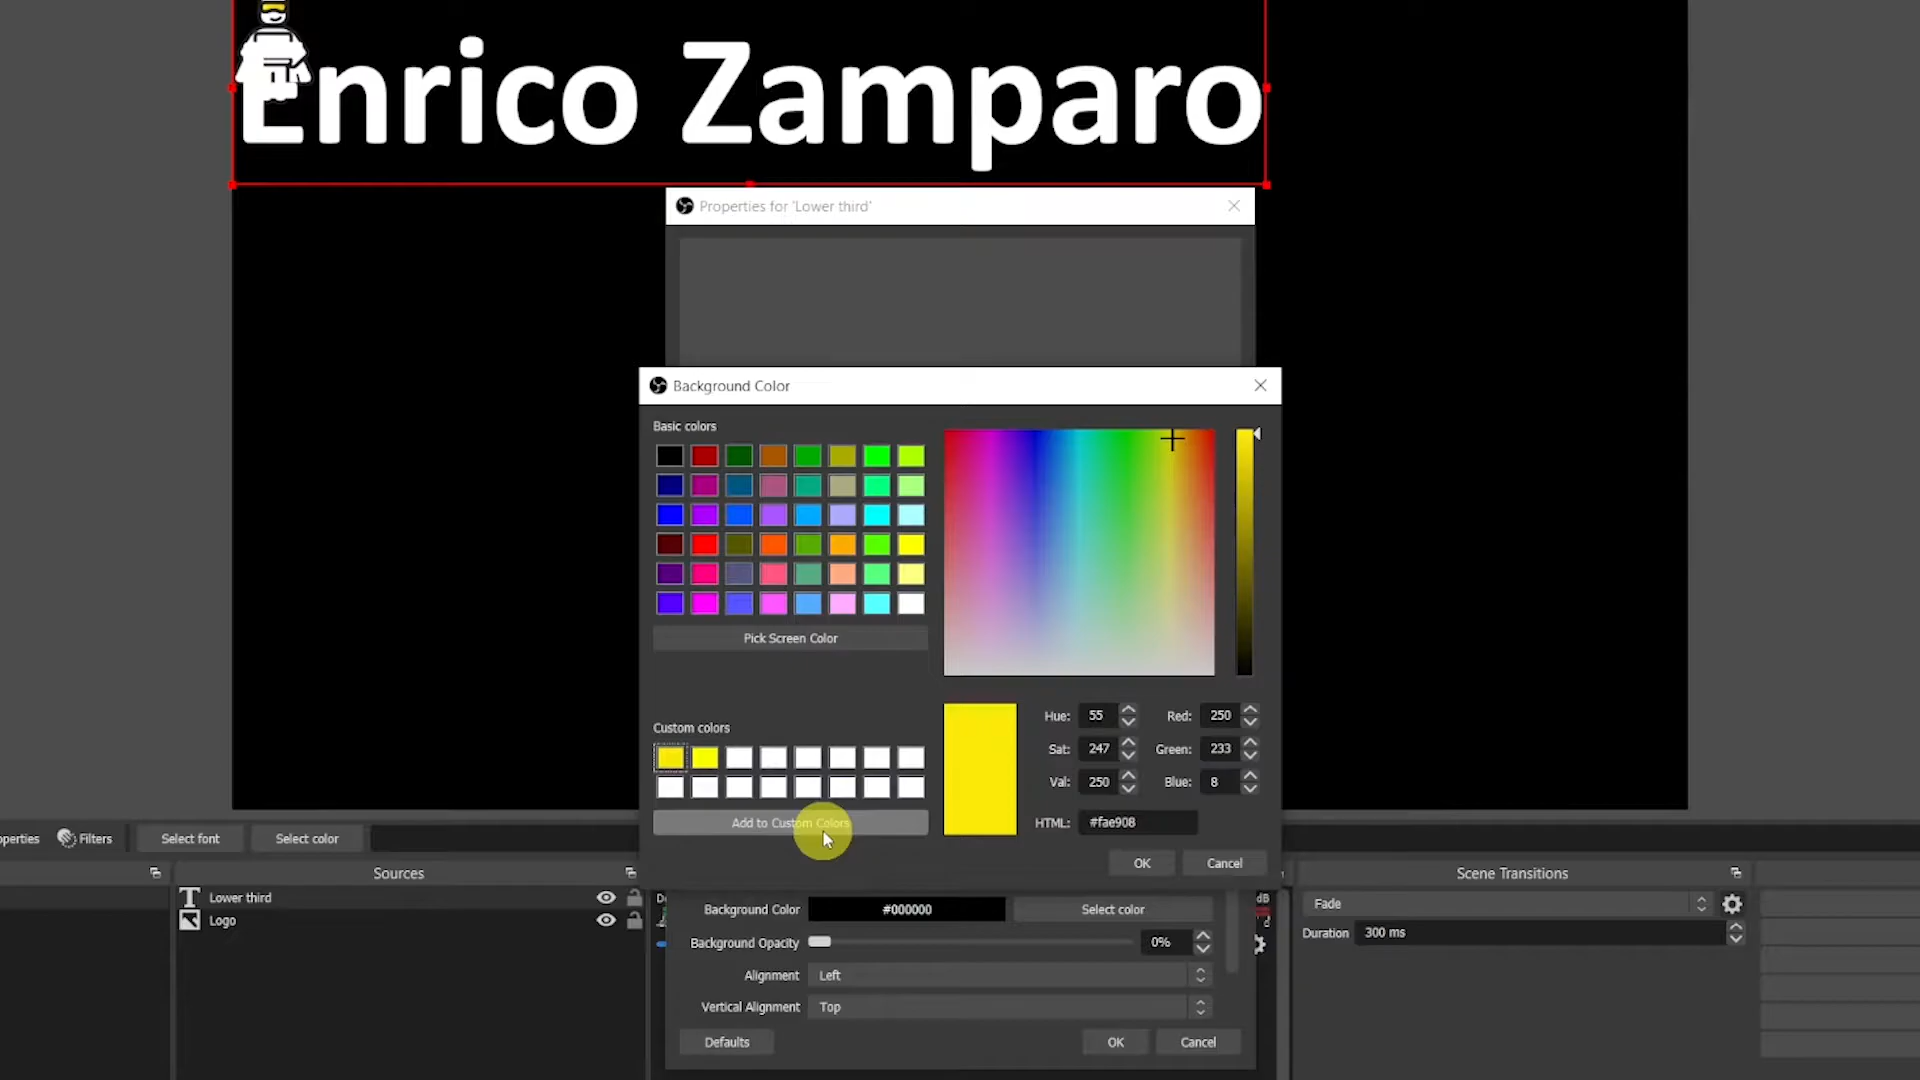 Enrico Zamparo
Properties for 'Lower third'
Background Color
Basic colors
Pick Screen Color
Custom colors
Add to Custom Colors
Hue: 55 Red: 250
Sat: 247 Green: 233
Val: 250 Blue: 8
HTML: #fae908
OK Cancel
operties Filters Select font Select color
Sources
Scene Transitions
Lower third
Logo
Background Color #000000 Select color
dB
Fade
Background Opacity 0%
Duration 300 ms
Alignment Left
Vertical Alignment Top
Defaults OK Cancel